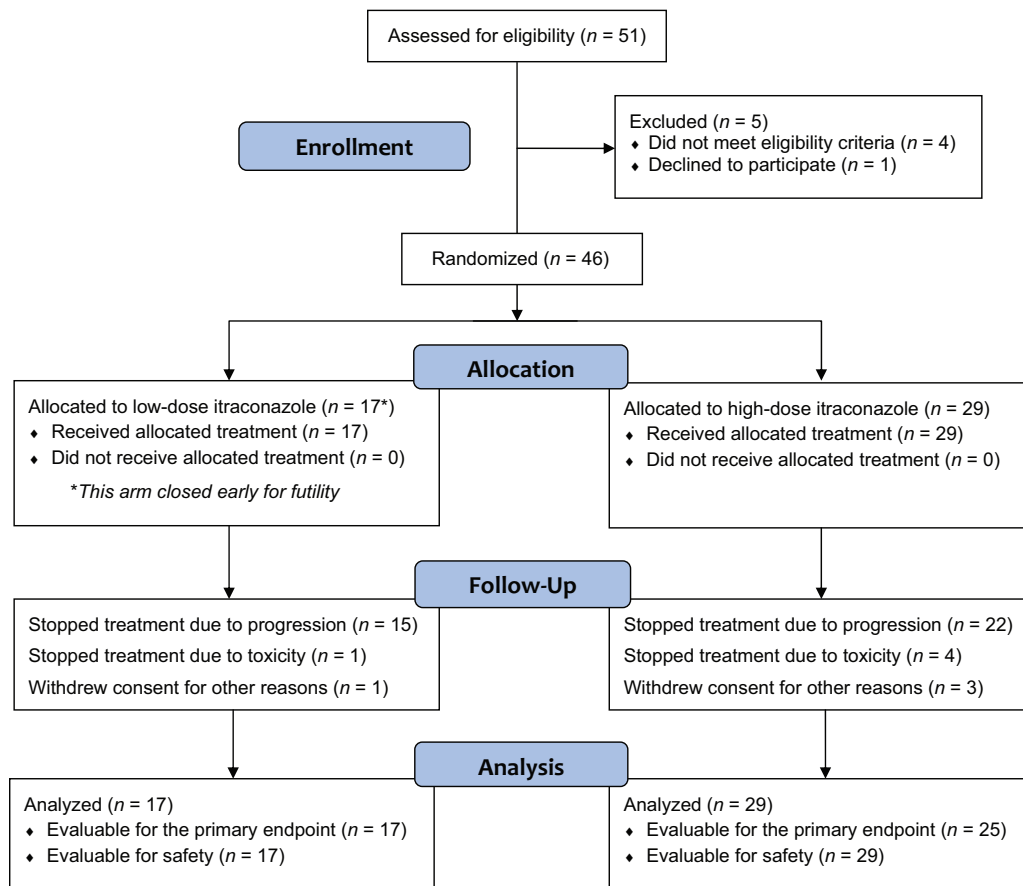 Assessed for eligibility (n = 51)
Enrollment
Excluded (n = 5)
♦ Did not meet eligibility criteria (n = 4)
♦ Declined to participate (n = 1)
Randomized (n = 46)
Allocation
Allocated to low-dose itraconazole (n = 17*)
♦ Received allocated treatment (n = 17)
♦ Did not receive allocated treatment (n = 0)
*This arm closed early for futility
Allocated to high-dose itraconazole (n = 29)
♦ Received allocated treatment (n = 29)
♦ Did not receive allocated treatment (n = 0)
Follow-Up
Stopped treatment due to progression (n = 15)
Stopped treatment due to toxicity (n = 1)
Withdrew consent for other reasons (n = 1)
Stopped treatment due to progression (n = 22)
Stopped treatment due to toxicity (n = 4)
Withdrew consent for other reasons (n = 3)
Analysis
Analyzed (n = 17)
♦ Evaluable for the primary endpoint (n = 17)
♦ Evaluable for safety (n = 17)
Analyzed (n = 29)
♦ Evaluable for the primary endpoint (n = 25)
♦ Evaluable for safety (n = 29)